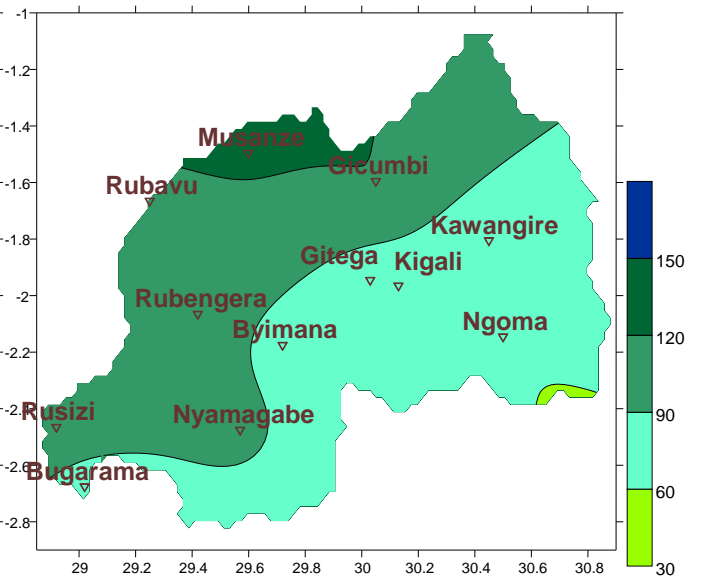 -1
-1.2
-1.4
Musanze
Gicumbi
-1.6
Rubavu
Kawangire
-1.8
Gitega
Kigali
150
-2
Rubengera
Ngoma
Byimana
120
-2.2
Rusizi
Nyamagabe
90
-2.4
Bugarama
-2.6
60
-2.8
29 29.2 29.4 29.6 29.8 30 30.2 30.4 30.6 30.8
30